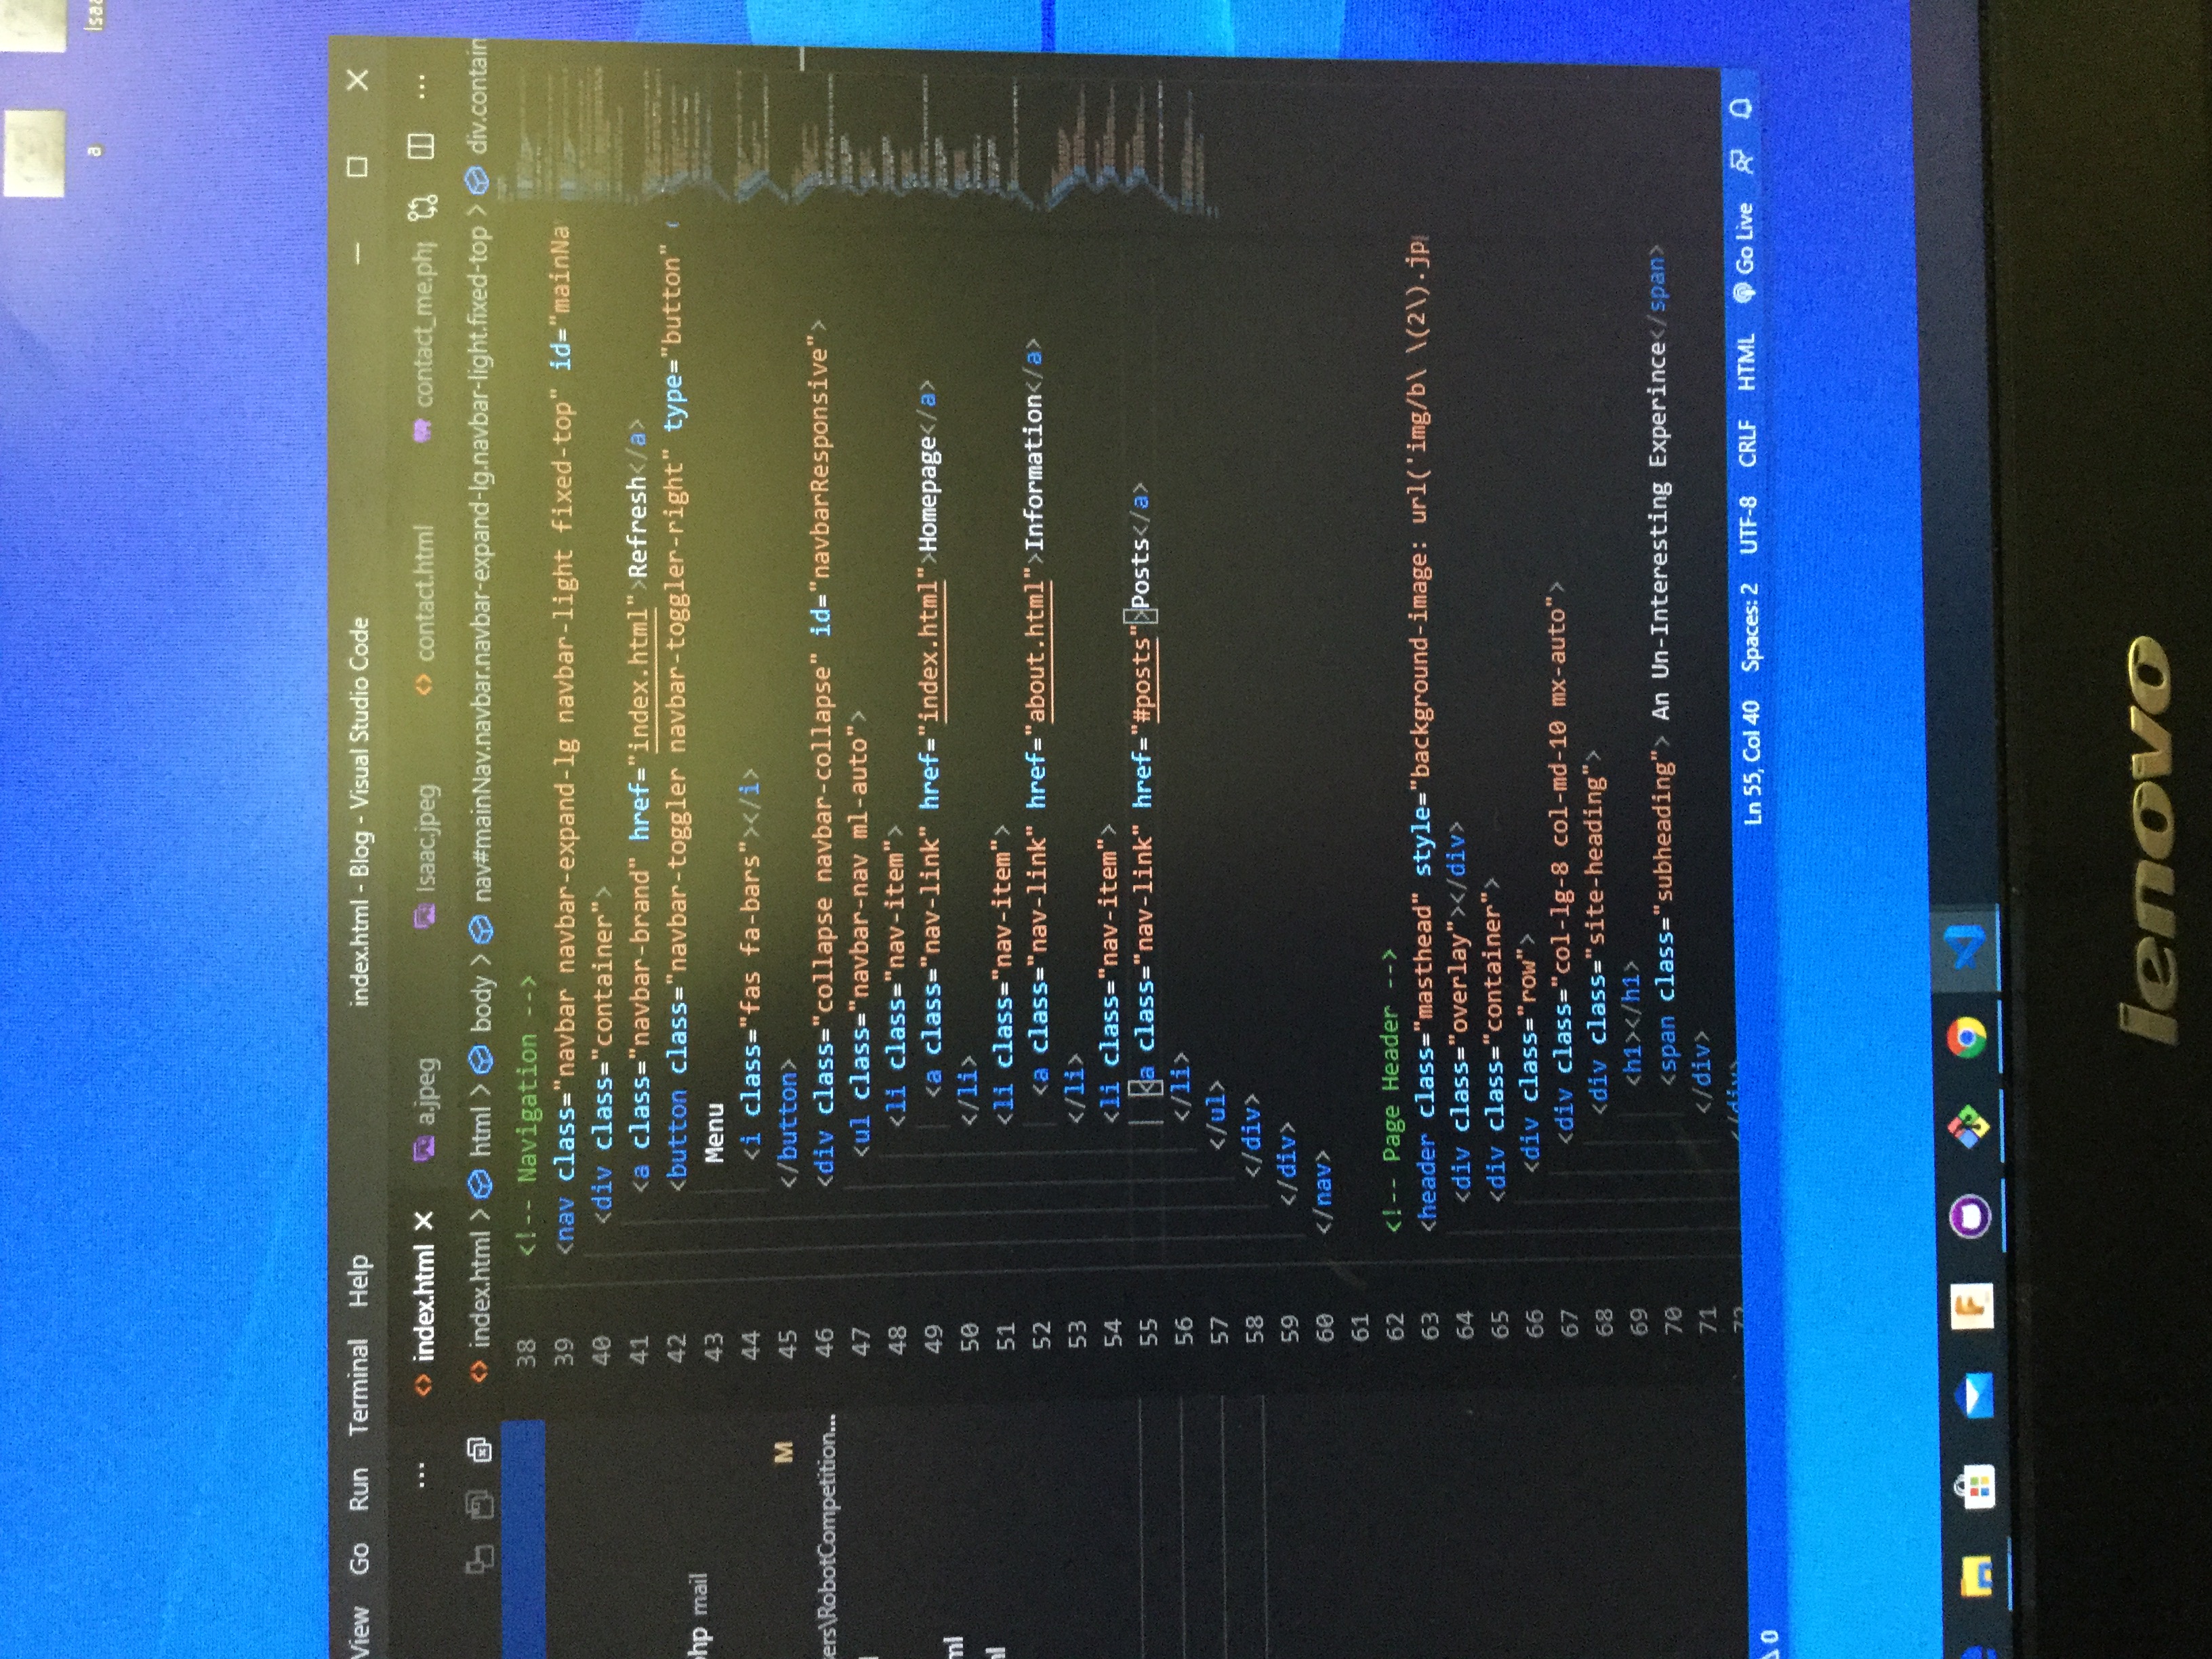 a
View Go Run Terminal Help index.html - Blog - Visual Studio Code
index.html a.jpeg Isaac.jpeg contact.html contact_me.ph
index.html > html > body > nav#mainNav.navbar.navbar-expand-lg.navbar-light.fixed-top > div.contain
38 <!-- Navigation -->
39 <nav class="navbar navbar-expand-lg navbar-light fixed-top" id="mainNa
40 <div class="container">
41 <a class="navbar-brand" href="index.html">Refresh</a>
42 <button class="navbar-toggler navbar-toggler-right" type="button"
hp mail
43 Menu
44 <i class="fas fa-bars"></i>
M
45 </button>
ers\RobotCompetition...
46 <div class="collapse navbar-collapse" id="navbarResponsive">
47 <ul class="navbar-nav ml-auto">
48 <li class="nav-item">
49 <a class="nav-link" href="index.html">Homepage</a>
ml
50 </li>
51 <li class="nav-item">
52 <a class="nav-link" href="about.html">Information</a>
53 </li>
54 <li class="nav-item">
55 <a class="nav-link" href="#posts">Posts</a>
56 </li>
57 </ul>
58 </div>
59 </div>
60 </nav>
61
62 <!-- Page Header -->
63 <header class="masthead" style="background-image: url('img/b\ \(2\).jp
64 <div class="overlay"></div>
65 <div class="container">
66 <div class="row">
67 <div class="col-lg-8 col-md-10 mx-auto">
68 <div class="site-heading">
69 <h1></h1>
70 <span class="subheading"> An Un-Interesting Experince</span>
71 </div>
72 </div>
0 Ln 55, Col 40 Spaces: 2 UTF-8 CRLF HTML Go Live
F
lenovo